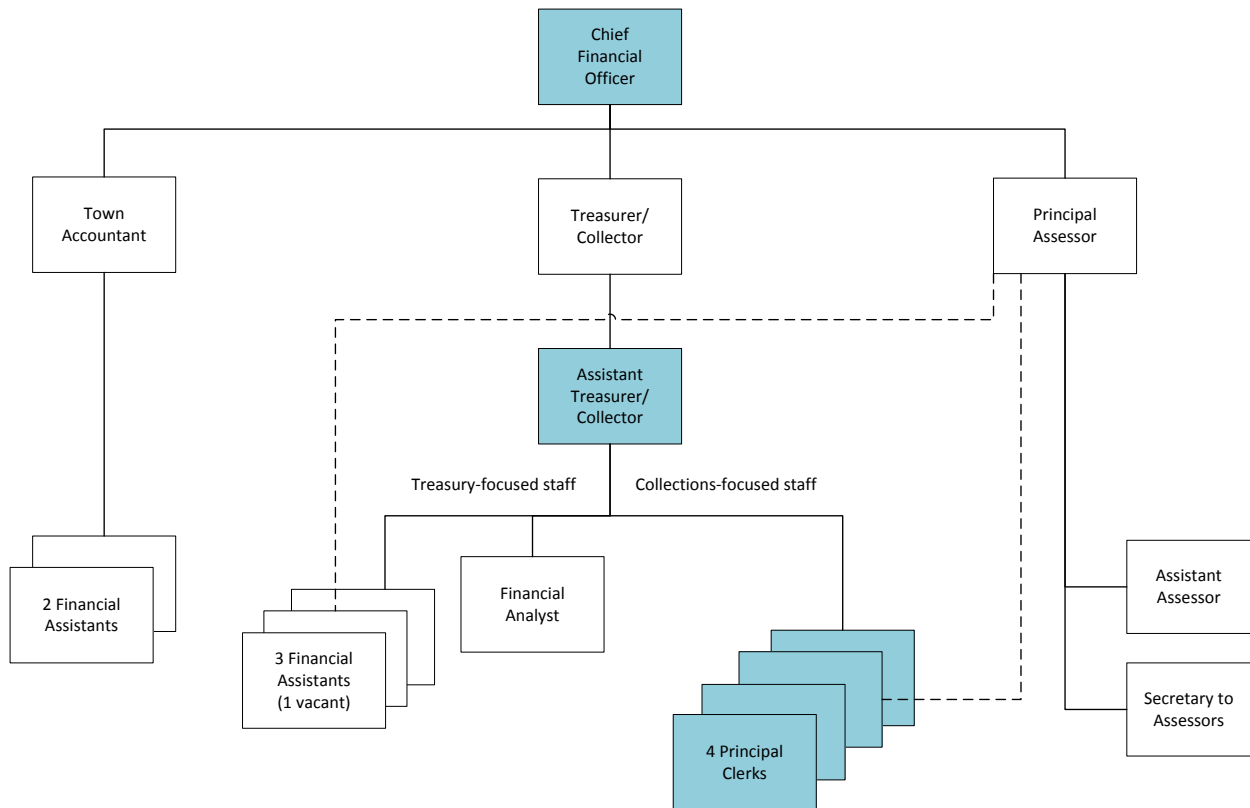 Chief
Financial
Officer
Town
Accountant
Treasurer/
Collector
Principal
Assessor
Assistant
Treasurer/
Collector
Treasury-focused staff
Collections-focused staff
2 Financial
Assistants
3 Financial
Assistants
(1 vacant)
Financial
Analyst
4 Principal
Clerks
Assistant
Assessor
Secretary to
Assessors